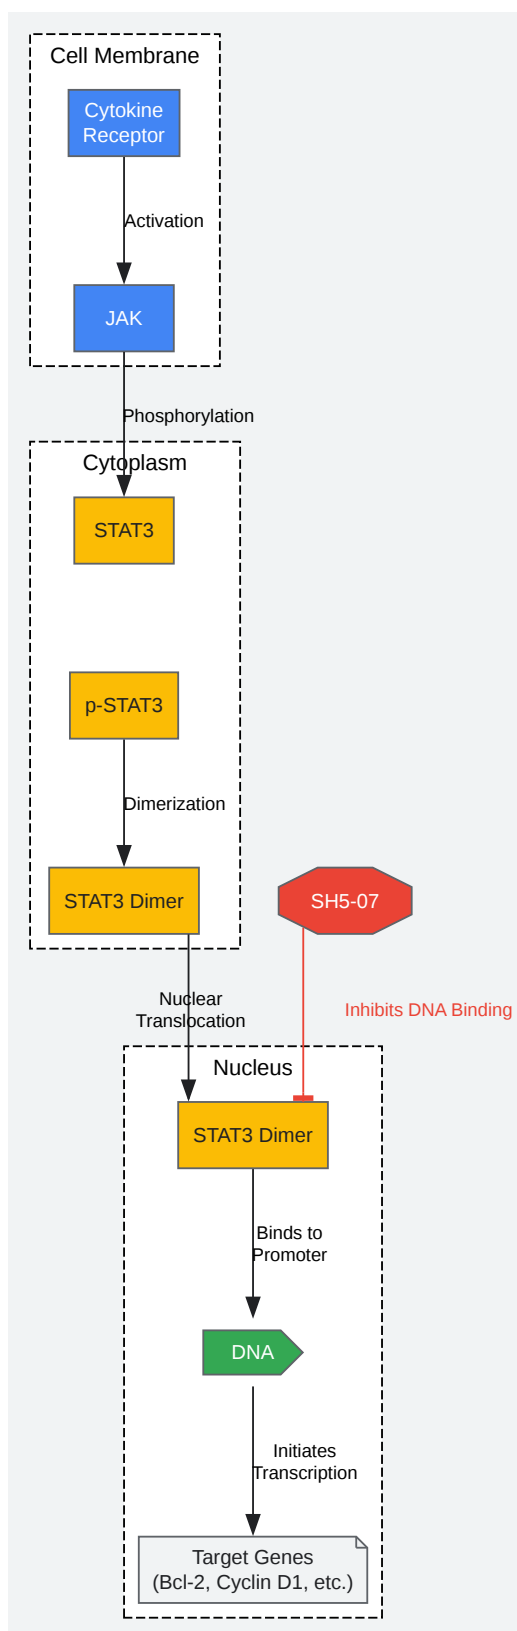 Cell Membrane
Cytokine
Receptor
Activation
JAK
Phosphorylation
Cytoplasm
STAT3
p-STAT3
Dimerization
STAT3 Dimer
SH5-07
Nuclear
Translocation
Inhibits DNA Binding
Nucleus
STAT3 Dimer
Binds to
Promoter
DNA
Initiates
Transcription
Target Genes
(Bcl-2, Cyclin D1, etc.)